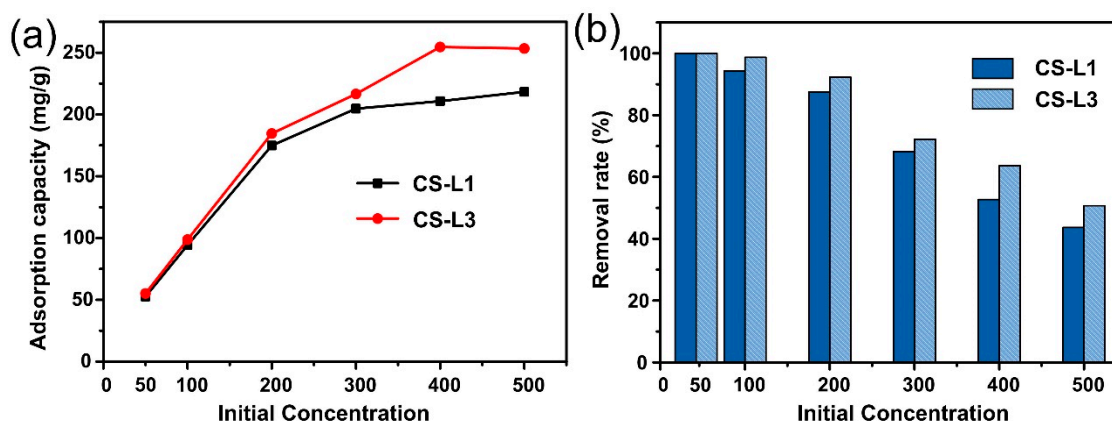 (a)
Adsorption capacity (mg/g)
250
200
150
100
50
0
CS-L1
CS-L3
0 50 100 200 300 400 500
Initial Concentration
(b)
Removal rate (%)
100
80
60
40
20
0
CS-L1
CS-L3
0 50 100 200 300 400 500
Initial Concentration